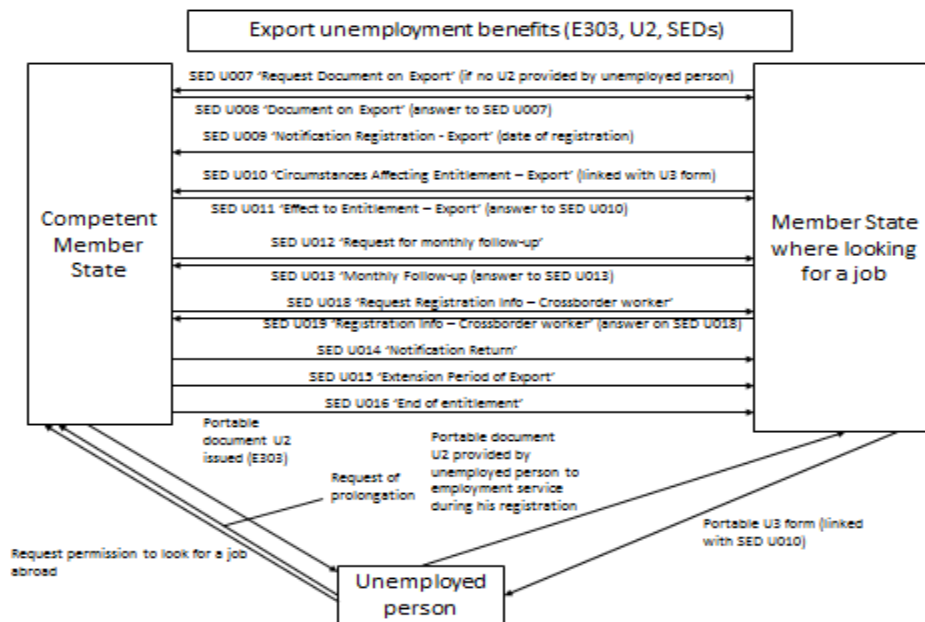 Export unemployment benefits (E303, U2, SEDs)
SED U007 'Request Document on Export' (if no U2 provided by unemployed person)
SED U008 'Document on Export' (answer to SED U007)
SED U009 'Notification Registration - Export' (date of registration)
SED U010 'Circumstances Affecting Entitlement – Export' (linked with U3 form)
SED U011 'Effect to Entitlement – Export' (answer to SED U010)
SED U012 'Request for monthly follow-up'
SED U013 'Monthly Follow-up (answer to SED U013)
SED U018 'Request Registration Info – Crossborder worker'
SED U019 'Registration Info – Crossborder worker' (answer on SED U018)
SED U014 'Notification Return'
SED U015 'Extension Period of Export'
SED U016 'End of entitlement'
Competent
Member
State
Member State
where looking
for a job
Portable
document U2
issued (E303)
Request of
prolongation
Portable document
U2 provided by
unemployed person to
employment service
during his registration
Portable U3 form (linked
with SED U010)
Request permission to look for a job
abroad
Unemployed
person